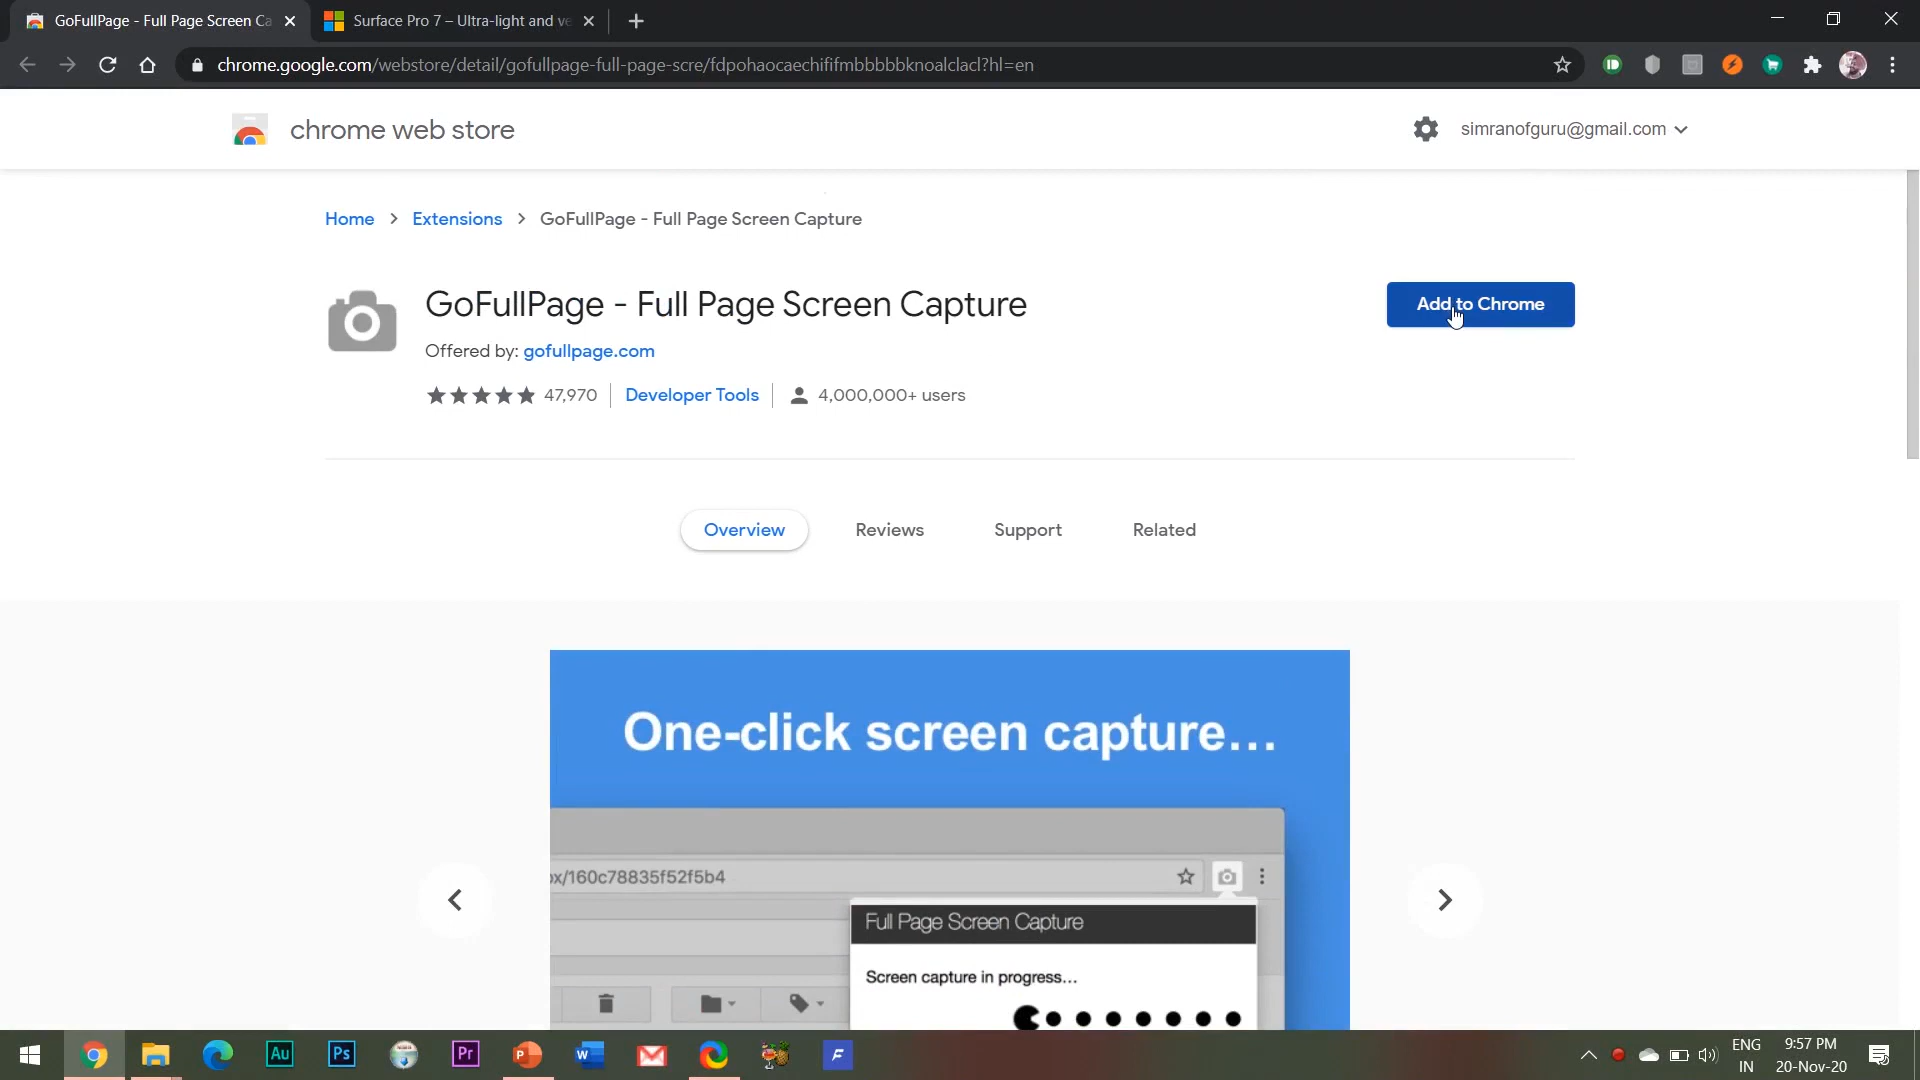 GoFullPage - Full Page Screen Ca
Surface Pro 7 – Ultra-light and ve
chrome.google.com/webstore/detail/gofullpage-full-page-scre/fdpohaocaechififmbbbbbknoalclacl?hl=en
chrome web store
simranofguru@gmail.com
Home > Extensions > GoFullPage - Full Page Screen Capture
GoFullPage - Full Page Screen Capture
Add to Chrome
Offered by: gofullpage.com
47,970
Developer Tools
4,000,000+ users
Overview
Reviews
Support
Related
One-click screen capture...
x/160c78835f52f5b4
Full Page Screen Capture
Screen capture in progress...
Au
Ps
Pr
P
W
F
ENG
IN
9:57 PM
20-Nov-20